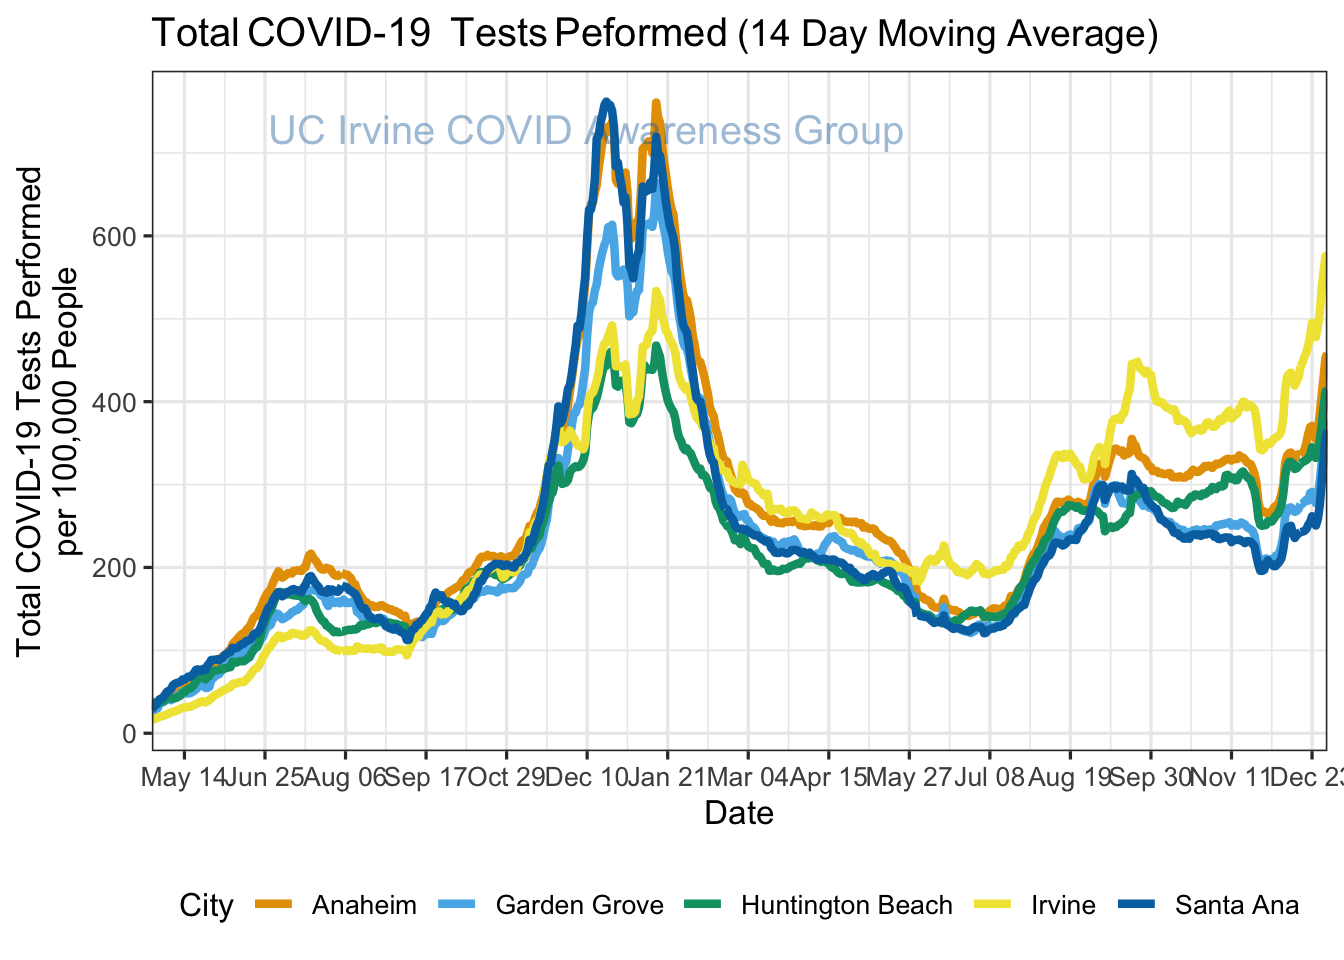 Total COVID-19 Tests Peformed (14 Day Moving Average)
UC Irvine COVID Awareness Group
Total COVID-19 Tests Performed
per 100,000 People
600
400
200
0
May 14 Jun 25 Aug 06 Sep 17 Oct 29 Dec 10 Jan 21 Mar 04 Apr 15 May 27 Jul 08 Aug 19 Sep 30 Nov 11 Dec 23
Date
City Anaheim Garden Grove Huntington Beach Irvine Santa Ana